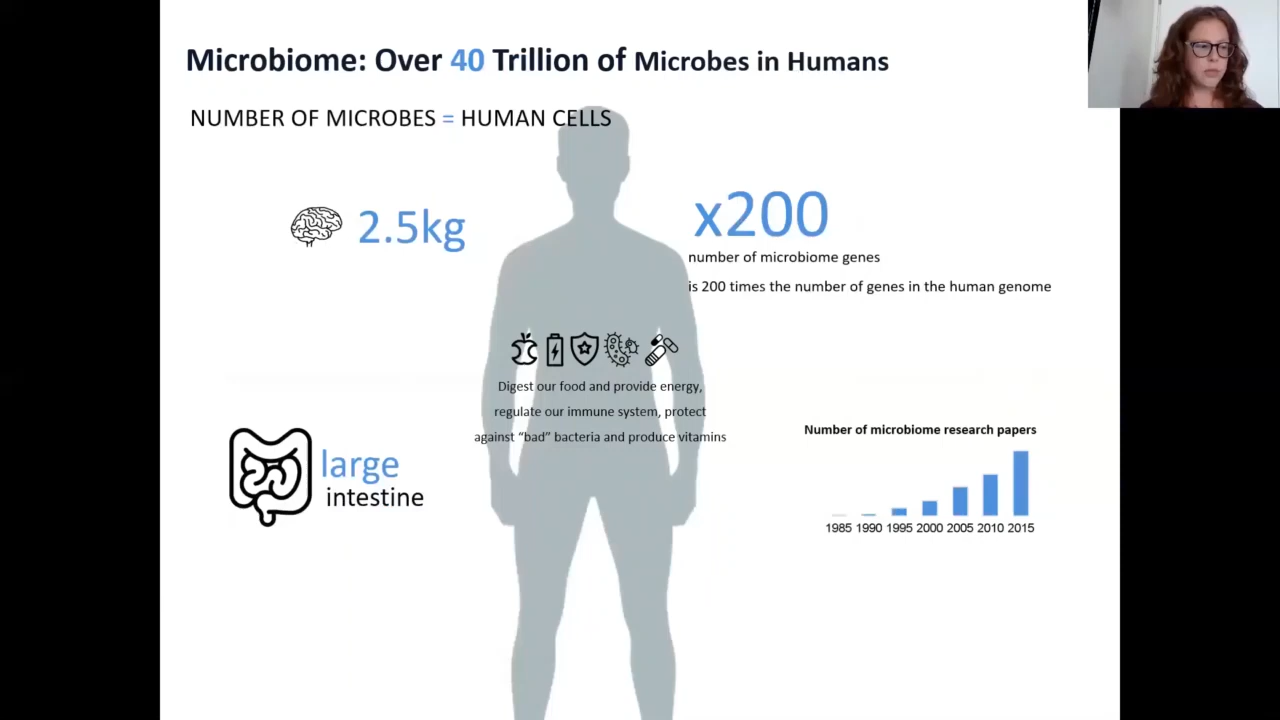 Microbiome: Over 40 Trillion of Microbes in Humans
NUMBER OF MICROBES = HUMAN CELLS
2.5kg
x200
number of microbiome genes
is 200 times the number of genes in the human genome
Digest our food and provide energy,
regulate our immune system, protect
against “bad” bacteria and produce vitamins
large
intestine
Number of microbiome research papers
1985 1990 1995 2000 2005 2010 2015